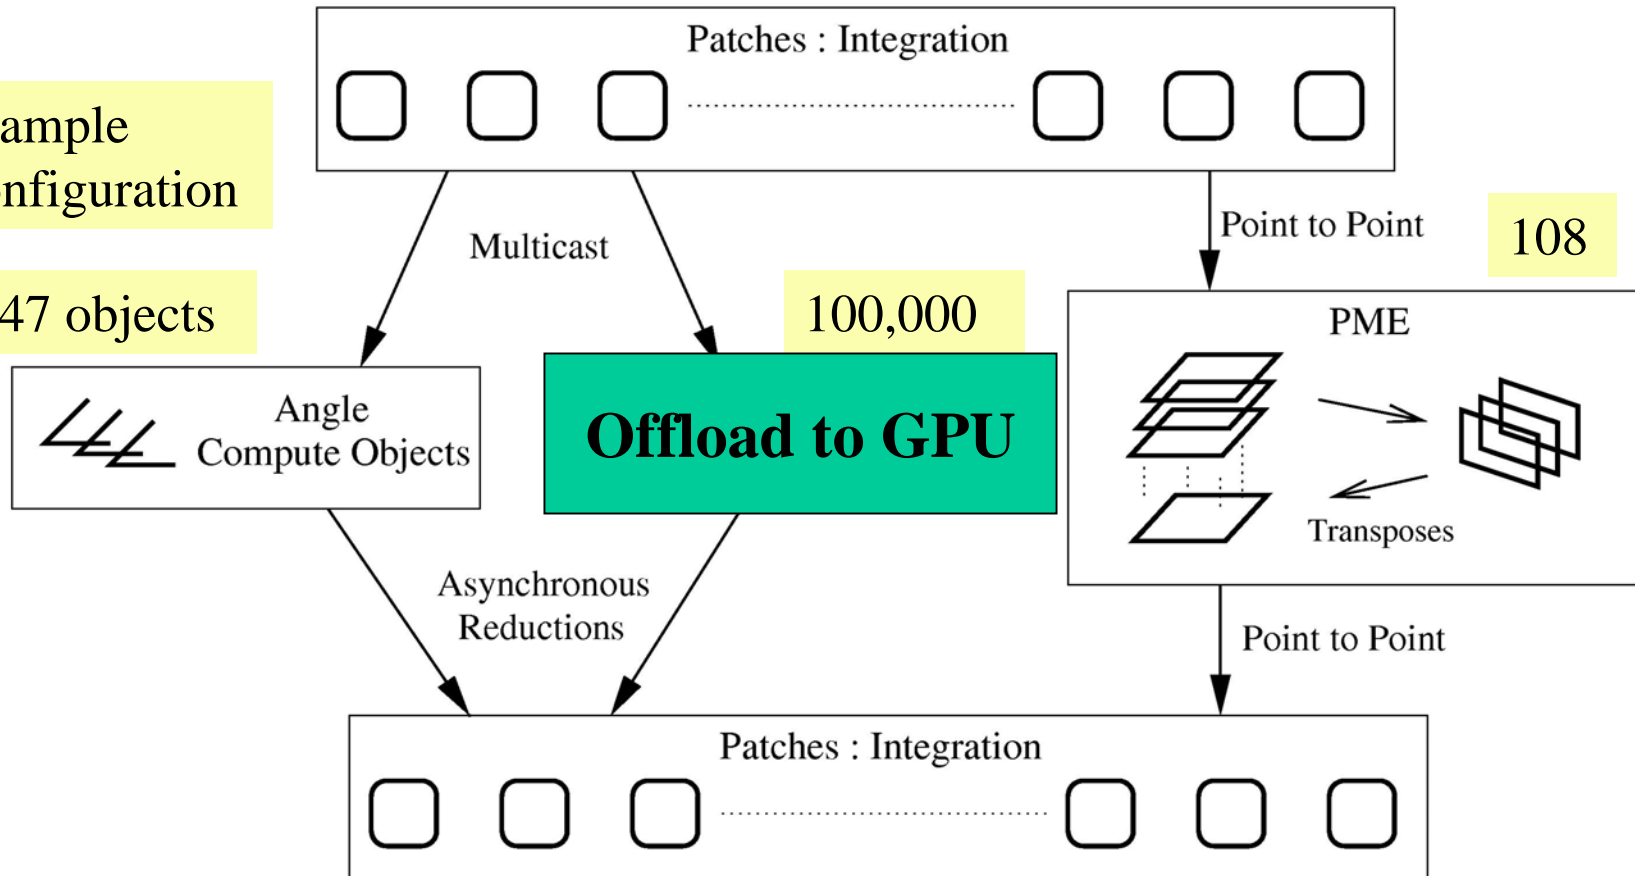 Patches : Integration
ample
nfiguration
Multicast
Point to Point
108
47 objects
100,000
PME
Angle
Compute Objects
Offload to GPU
Transposes
Asynchronous
Reductions
Point to Point
Patches : Integration